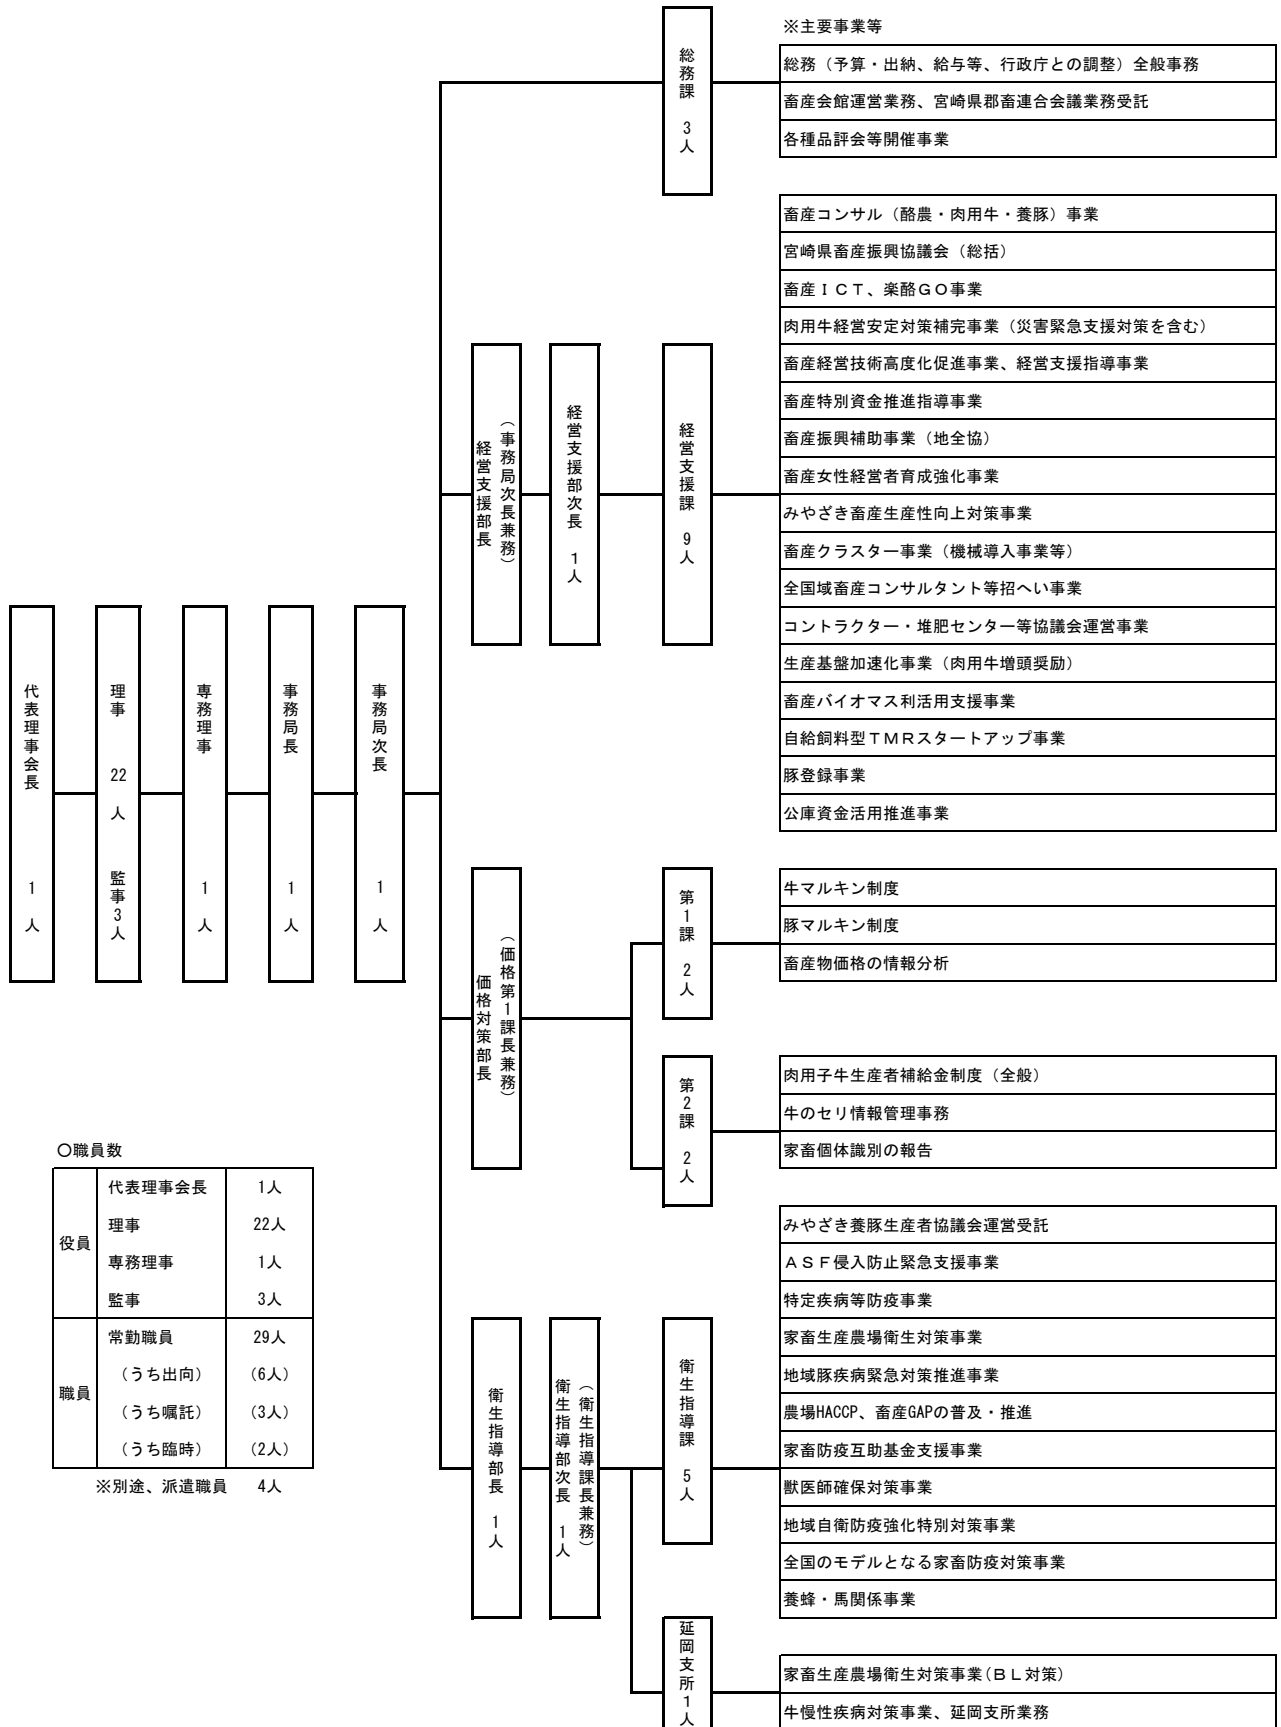 ※主要事業等
総務課　3人
総務（予算・出納、給与等、行政庁との調整）全般事務
畜産会館運営業務、宮崎県郡畜連合会議業務受託
各種品評会等開催事業
経営支援部長
（事務局次長兼務）
経営支援部次長　1人
経営支援課　9人
畜産コンサル（酪農・肉用牛・養豚）事業
宮崎県畜産振興協議会（総括）
畜産ＩＣＴ、楽酪ＧＯ事業
肉用牛経営安定対策補完事業（災害緊急支援対策を含む）
畜産経営技術高度化促進事業、経営支援指導事業
畜産特別資金推進指導事業
畜産振興補助事業（地全協）
畜産女性経営者育成強化事業
みやざき畜産生産性向上対策事業
畜産クラスター事業（機械導入事業等）
全国域畜産コンサルタント等招へい事業
コントラクター・堆肥センター等協議会運営事業
生産基盤加速化事業（肉用牛増頭奨励）
畜産バイオマス利活用支援事業
自給飼料型ＴＭＲスタートアップ事業
豚登録事業
公庫資金活用推進事業
代表理事会長　1人
理事　22人　監事3人
専務理事　1人
事務局長　1人
事務局次長　1人
価格対策部長
（価格第1課長兼務）
第1課　2人
牛マルキン制度
豚マルキン制度
畜産物価格の情報分析
第2課　2人
肉用子牛生産者補給金制度（全般）
牛のセリ情報管理事務
家畜個体識別の報告
衛生指導部長　1人
衛生指導部次長　1人
（衛生指導課長兼務）
衛生指導課　5人
みやざき養豚生産者協議会運営受託
ＡＳＦ侵入防止緊急支援事業
特定疾病等防疫事業
家畜生産農場衛生対策事業
地域豚疾病緊急対策推進事業
農場HACCP、畜産GAPの普及・推進
家畜防疫互助基金支援事業
獣医師確保対策事業
地域自衛防疫強化特別対策事業
全国のモデルとなる家畜防疫対策事業
養蜂・馬関係事業
延岡支所1人
家畜生産農場衛生対策事業(ＢＬ対策)
牛慢性疾病対策事業、延岡支所業務
〇職員数
役員
代表理事会長　1人
理事　22人
専務理事　1人
監事　3人
職員
常勤職員　29人
（うち出向）　(6人)
（うち嘱託）　(3人)
（うち臨時）　(2人)
※別途、派遣職員　4人